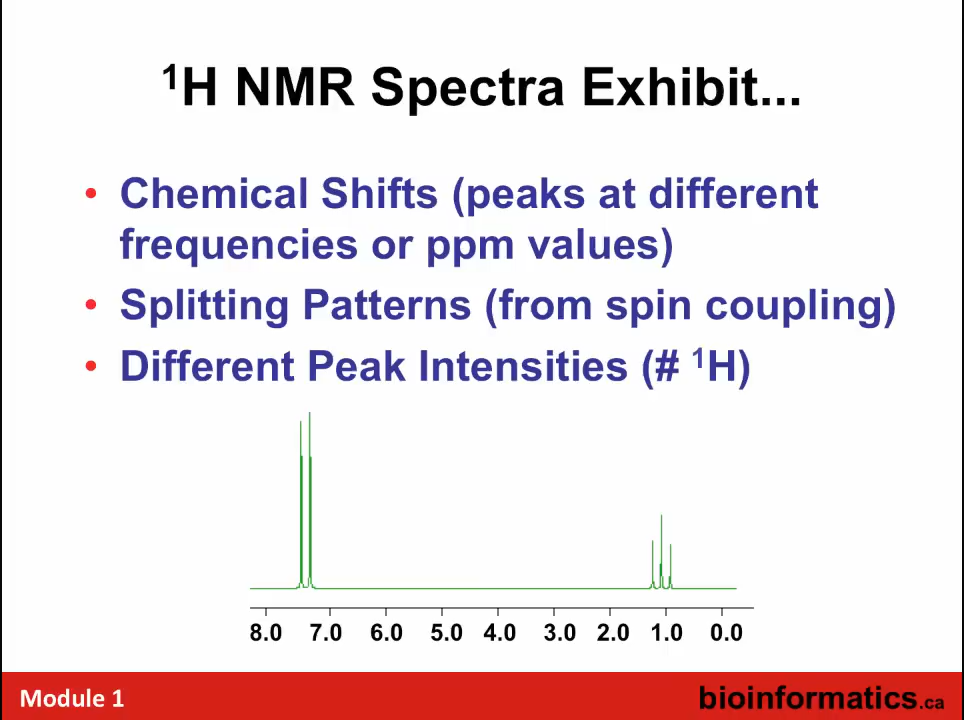 ¹H NMR Spectra Exhibit...
• Chemical Shifts (peaks at different
frequencies or ppm values)
• Splitting Patterns (from spin coupling)
• Different Peak Intensities (# ¹H)
8.0 7.0 6.0 5.0 4.0 3.0 2.0 1.0 0.0
Module 1
bioinformatics.ca